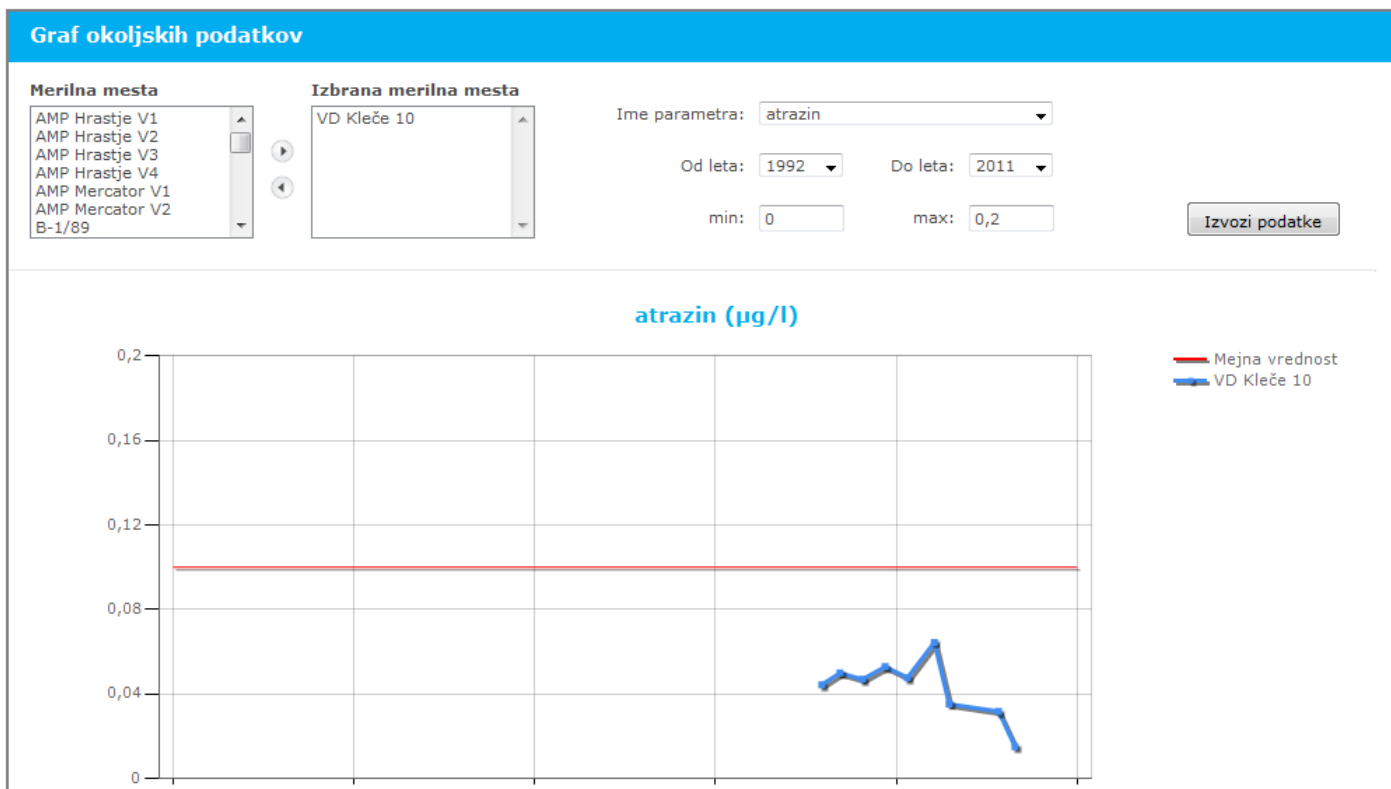 Graf okoljskih podatkov
Merilna mesta
AMP Hrastje V1
AMP Hrastje V2
AMP Hrastje V3
AMP Hrastje V4
AMP Mercator V1
AMP Mercator V2
B-1/89
Izbrana merilna mesta
VD Kleče 10
Ime parametra: atrazin
Od leta: 1992 Do leta: 2011
min: 0 max: 0,2
Izvozi podatke
atrazin (µg/l)
0,2
0,16
0,12
0,08
0,04
0
Mejna vrednost
VD Kleče 10